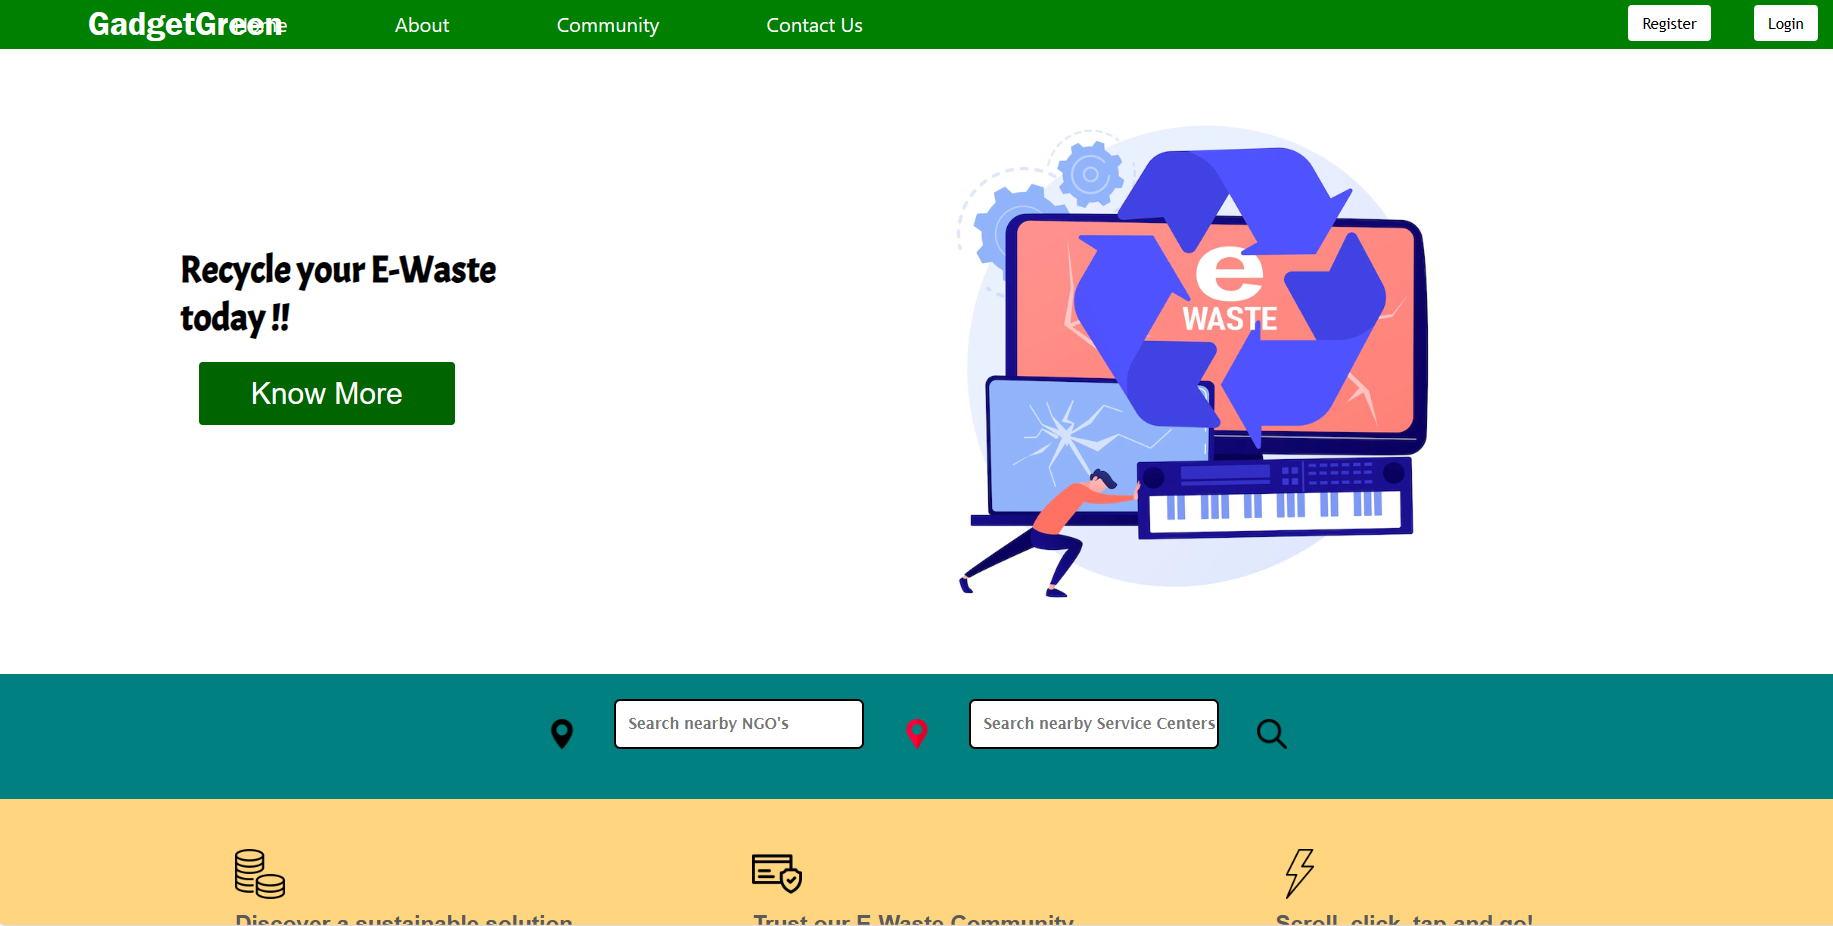 GadgetGreen Home About Community Contact Us Register Login
Recycle your E-Waste
today !!
Know More
e
WASTE
Search nearby NGO's Search nearby Service Centers
Discover a sustainable solution Trust our E-Waste Community Scroll, click, tap and go!